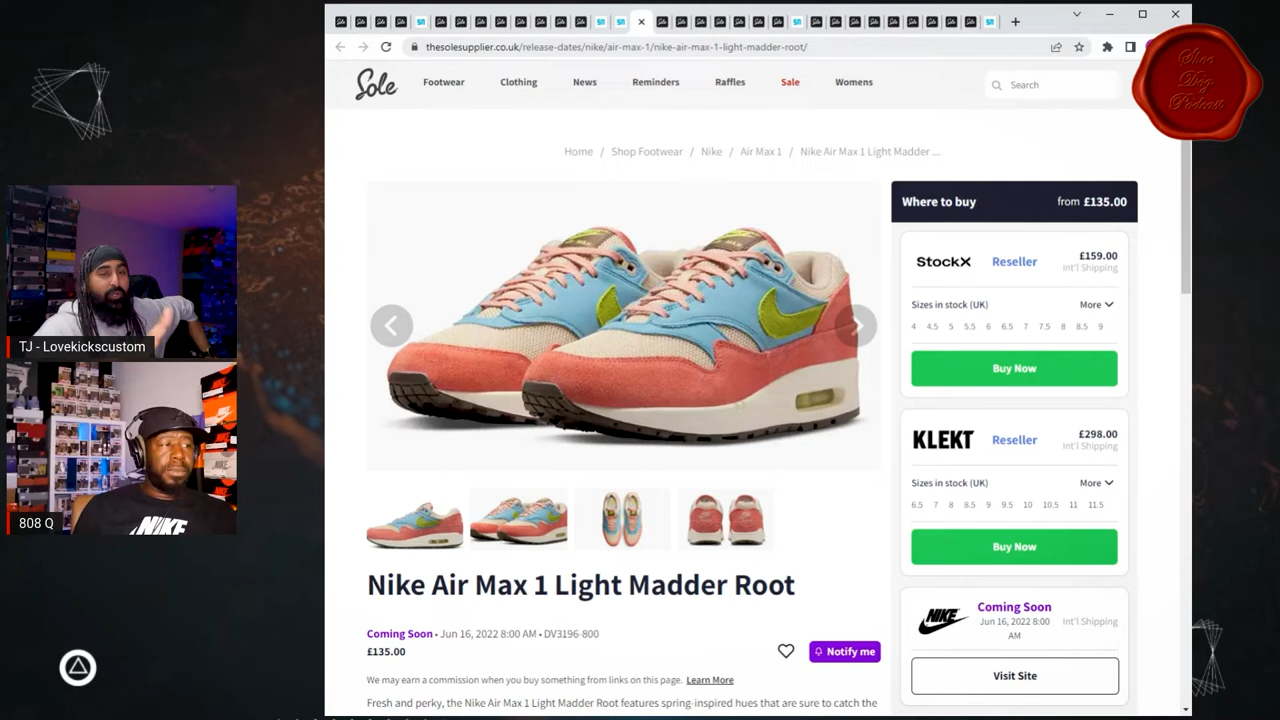 thesolesupplier.co.uk/release-dates/nike/air-max-1/nike-air-max-1-light-madder-root/
Shoe
Dog
Podcast
Sole
Footwear
Clothing
News
Reminders
Raffles
Sale
Womens
Search
Home / Shop Footwear / Nike / Air Max 1 / Nike Air Max 1 Light Madder ...
Where to buy from £135.00
StockX Reseller £159.00
Int'l Shipping
Sizes in stock (UK) More
4 4.5 5 5.5 6 6.5 7 7.5 8 8.5 9
Buy Now
TJ - Lovekickscustom
KLEKT Reseller £298.00
Int'l Shipping
Sizes in stock (UK) More
6.5 7 8 8.5 9 9.5 10 10.5 11 11.5
Buy Now
808 Q
NIKE
Nike Air Max 1 Light Madder Root
Coming Soon • Jun 16, 2022 8:00 AM • DV3196-800
£135.00
Notify me
We may earn a commission when you buy something from links on this page. Learn More
Fresh and perky, the Nike Air Max 1 Light Madder Root features spring-inspired hues that are sure to catch the
NIKE
Coming Soon
Jun 16, 2022 8:00
AM
Int'l Shipping
Visit Site